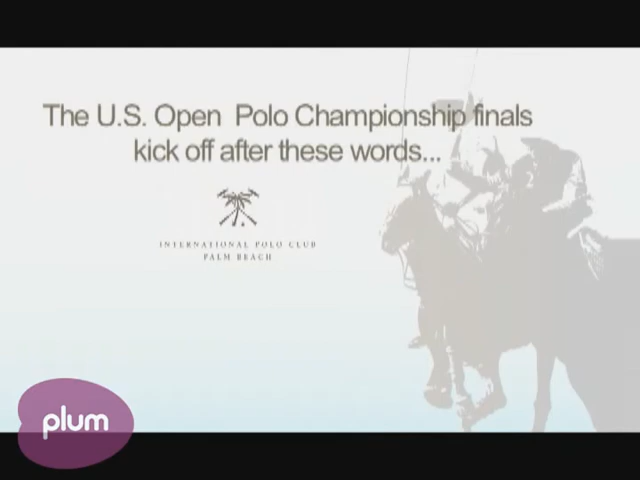 The U.S. Open Polo Championship finals
kick off after these words...
INTERNATIONAL POLO CLUB
PALM BEACH
plum